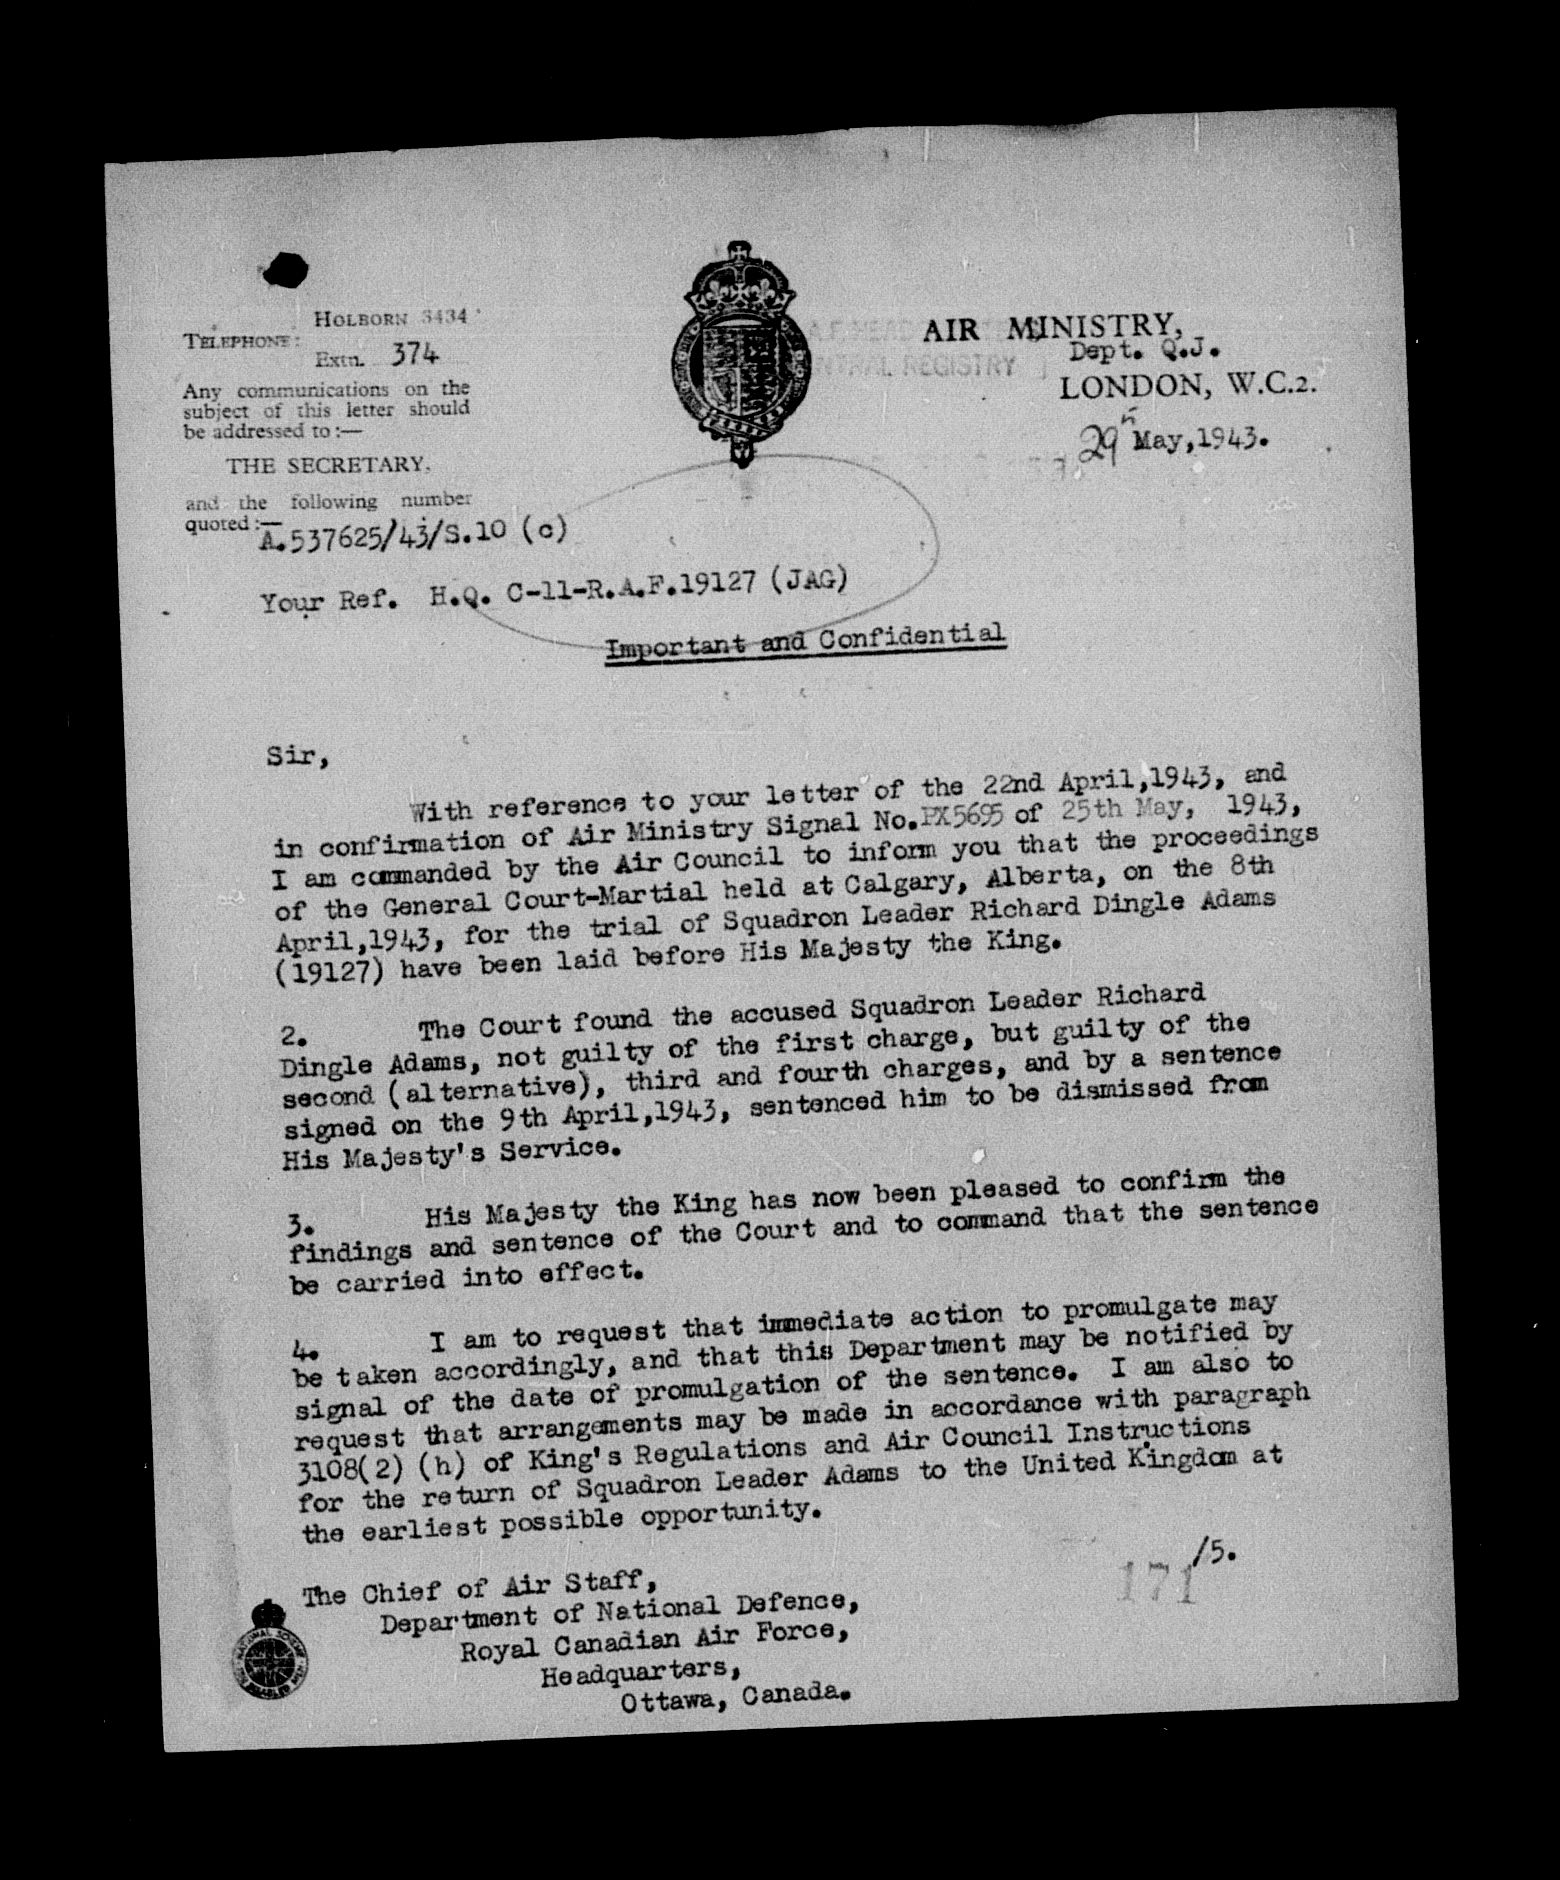 HOLBORN 3434
TELEPHONE:
Extn. 374
Any communications on the
subject of this letter should
be addressed to :—
THE SECRETARY,
and the following number
quoted :—
A.537625/43/S.10 (c)
AIR MINISTRY,
Dept. Q.J.
LONDON, W.C.2.
29th May,1943.
CENTRAL REGISTRY
Your Ref. H.Q. C-11-R.A.F.19127 (JAG)
Important and Confidential
Sir,
With reference to your letter of the 22nd April,1943, and
in confirmation of Air Ministry Signal No.PX5695 of 25th May, 1943,
I am commanded by the Air Council to inform you that the proceedings
of the General Court-Martial held at Calgary, Alberta, on the 8th
April,1943, for the trial of Squadron Leader Richard Dingle Adams
(19127) have been laid before His Majesty the King.
2. The Court found the accused Squadron Leader Richard
Dingle Adams, not guilty of the first charge, but guilty of the
second (alternative), third and fourth charges, and by a sentence
signed on the 9th April,1943, sentenced him to be dismissed from
His Majesty's Service.
3. His Majesty the King has now been pleased to confirm the
findings and sentence of the Court and to command that the sentence
be carried into effect.
4. I am to request that immediate action to promulgate may
be taken accordingly, and that this Department may be notified by
signal of the date of promulgation of the sentence. I am also to
request that arrangements may be made in accordance with paragraph
3108(2) (h) of King's Regulations and Air Council Instructions
for the return of Squadron Leader Adams to the United Kingdom at
the earliest possible opportunity.
/5.
171
The Chief of Air Staff,
Department of National Defence,
Royal Canadian Air Force,
Headquarters,
Ottawa, Canada.